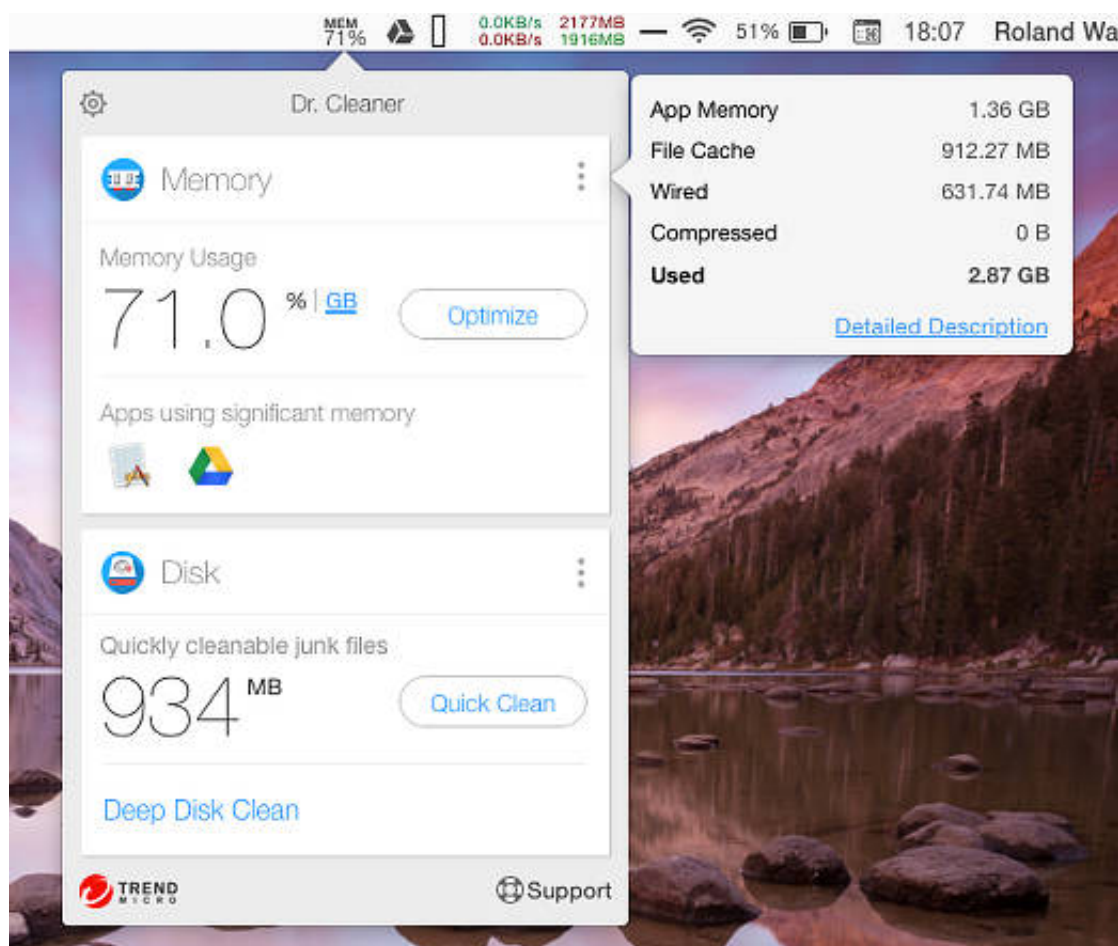 MEM 0.0KB/s 2177MB
71% 0.0KB/s 1916MB 51% 18:07 Roland Wa
Dr. Cleaner
Memory
Memory Usage
71.0 % | GB Optimize
Apps using significant memory
Disk
Quickly cleanable junk files
934 MB Quick Clean
Deep Disk Clean
TREND
MICRO
Support
App Memory 1.36 GB
File Cache 912.27 MB
Wired 631.74 MB
Compressed 0 B
Used 2.87 GB
Detailed Description